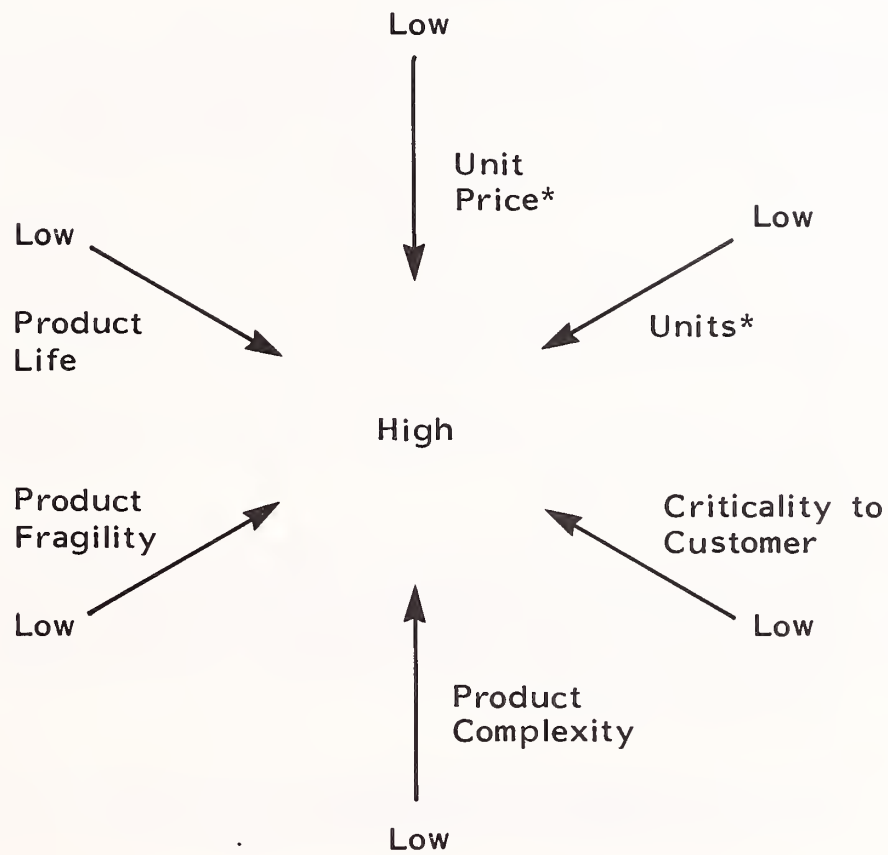 Low
Unit
Price*
Low
Low
Product
Life
Units*
High
Product
Fragility
Criticality to
Customer
Low
Low
Product
Complexity
Low